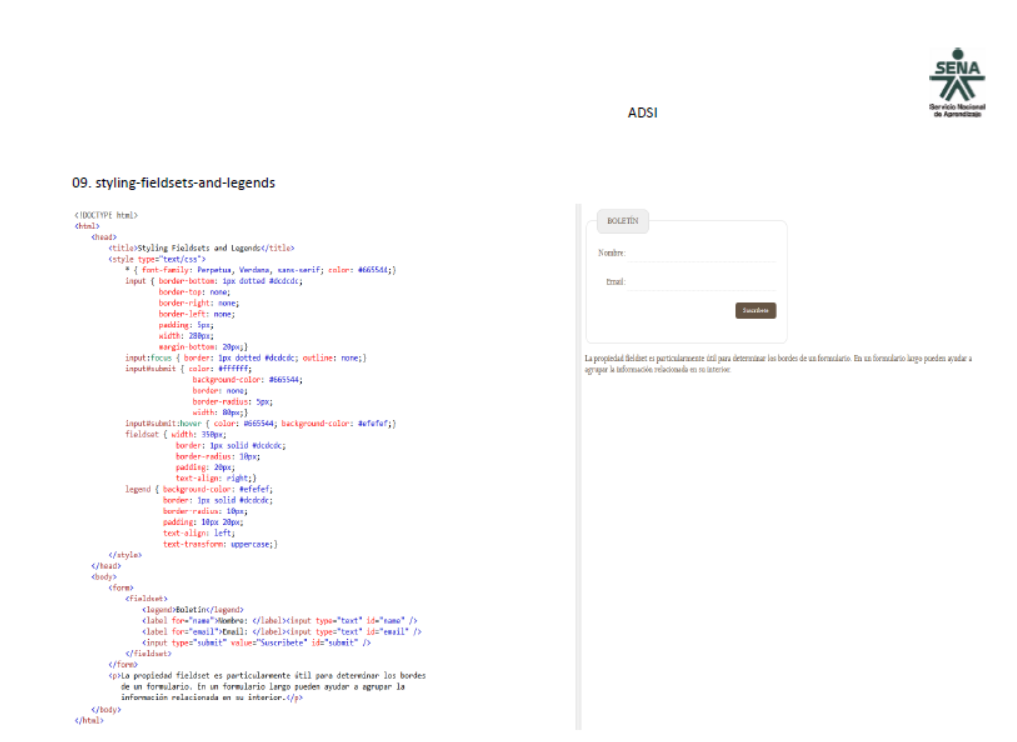 SENA
Servicio Nacional
de Aprendizaje
ADSI
09. styling-fieldsets-and-legends
<!DOCTYPE html>
<html>
<head>
<title>Styling Fieldsets and Legends</title>
<style type="text/css">
* { font-family: Perpetua, Verdana, sans-serif; color: #665544;}
input { border-bottom: 1px dotted #dcdcdc;
border-top: none;
border-right: none;
border-left: none;
padding: 5px;
width: 280px;
margin-bottom: 20px;}
input:focus { border: 1px dotted #dcdcdc; outline: none;}
input#submit { color: #ffffff;
background-color: #665544;
border: none;
border-radius: 5px;
width: 80px;}
input#submit:hover { color: #665544; background-color: #efefef;}
fieldset { width: 350px;
border: 1px solid #dcdcdc;
border-radius: 10px;
padding: 20px;
text-align: right;}
legend { background-color: #efefef;
border: 1px solid #dcdcdc;
border-radius: 10px;
padding: 10px 20px;
text-align: left;
text-transform: uppercase;}
</style>
</head>
<body>
<form>
<fieldset>
<legend>Boletín</legend>
<label for="name">Nombre: </label><input type="text" id="name" />
<label for="email">Email: </label><input type="text" id="email" />
<input type="submit" value="Suscribete" id="submit" />
</fieldset>
</form>
<p>La propiedad fieldset es particularmente útil para determinar los bordes
de un formulario. En un formulario largo pueden ayudar a agrupar la
información relacionada en su interior.</p>
</body>
</html>
BOLETÍN
Nombre:
Email:
Suscribete
La propiedad fieldset es particularmente útil para determinar los bordes de un formulario. En un formulario largo pueden ayudar a
agrupar la información relacionada en su interior.